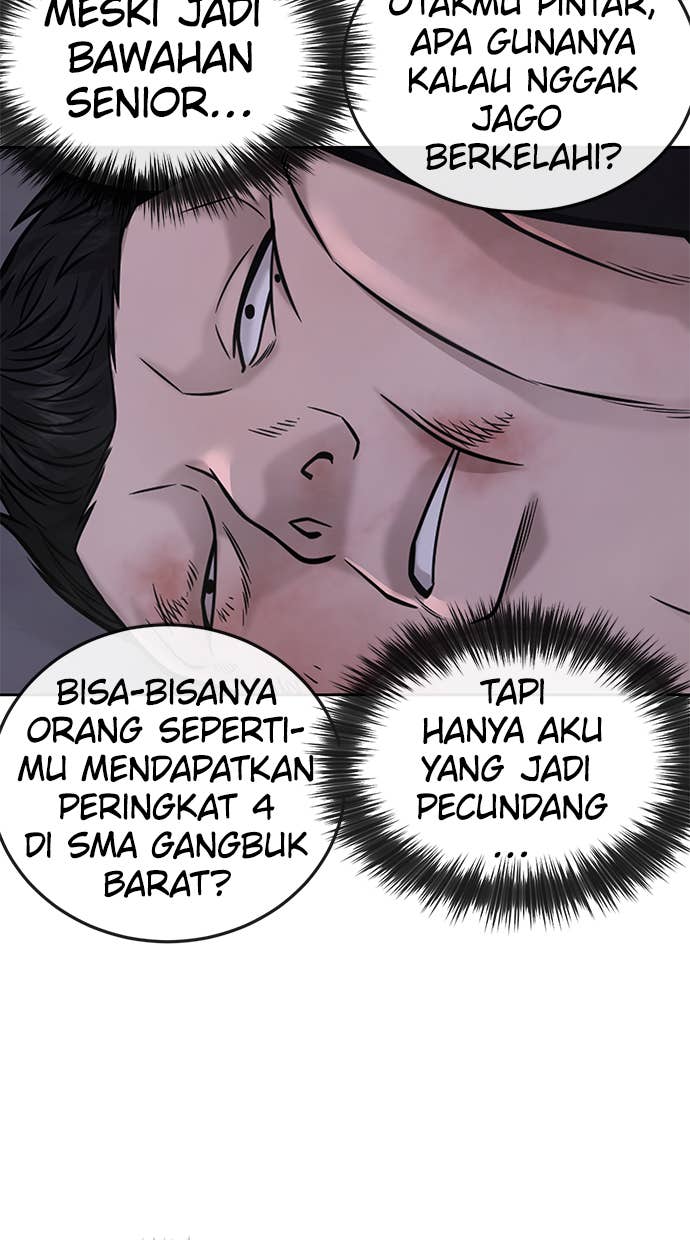 MESKI JADI
BAWAHAN
SENIOR...
OTAKMU PINTAR,
APA GUNANYA
KALAU NGGAK
JAGO
BERKELAHI?
BISA-BISANYA
ORANG SEPERTI-
MU MENDAPATKAN
PERINGKAT 4
DI SMA GANGBUK
BARAT?
TAPI
HANYA AKU
YANG JADI
PECUNDANG
...